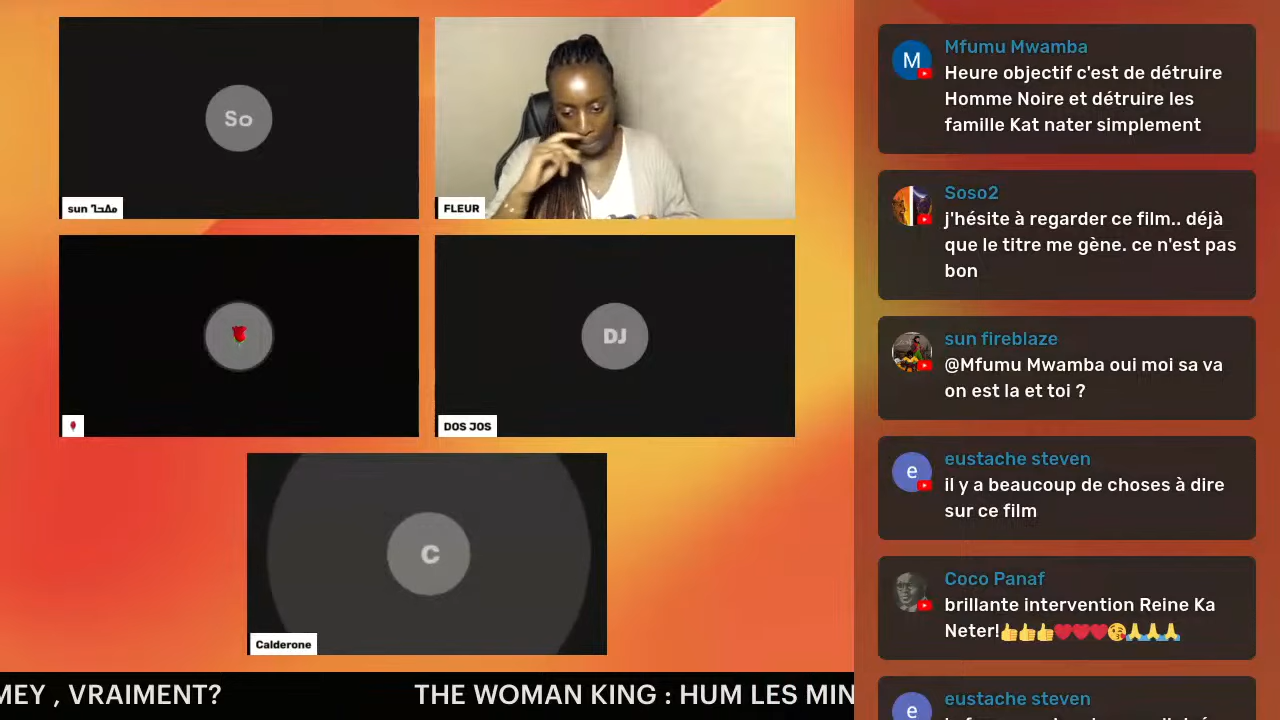 So
sun
FLEUR
DJ
DOS JOS
C
Calderone
MEY , VRAIMENT?
THE WOMAN KING : HUM LES MIN
M
Mfumu Mwamba
Heure objectif c'est de détruire
Homme Noire et détruire les
famille Kat nater simplement
Soso2
j'hésite à regarder ce film.. déjà
que le titre me gène. ce n'est pas
bon
sun fireblaze
@Mfumu Mwamba oui moi sa va
on est la et toi ?
e
eustache steven
il y a beaucoup de choses à dire
sur ce film
Coco Panaf
brillante intervention Reine Ka
Neter!👍👍👍❤️❤️❤️😘🙏🙏🙏
e
eustache steven